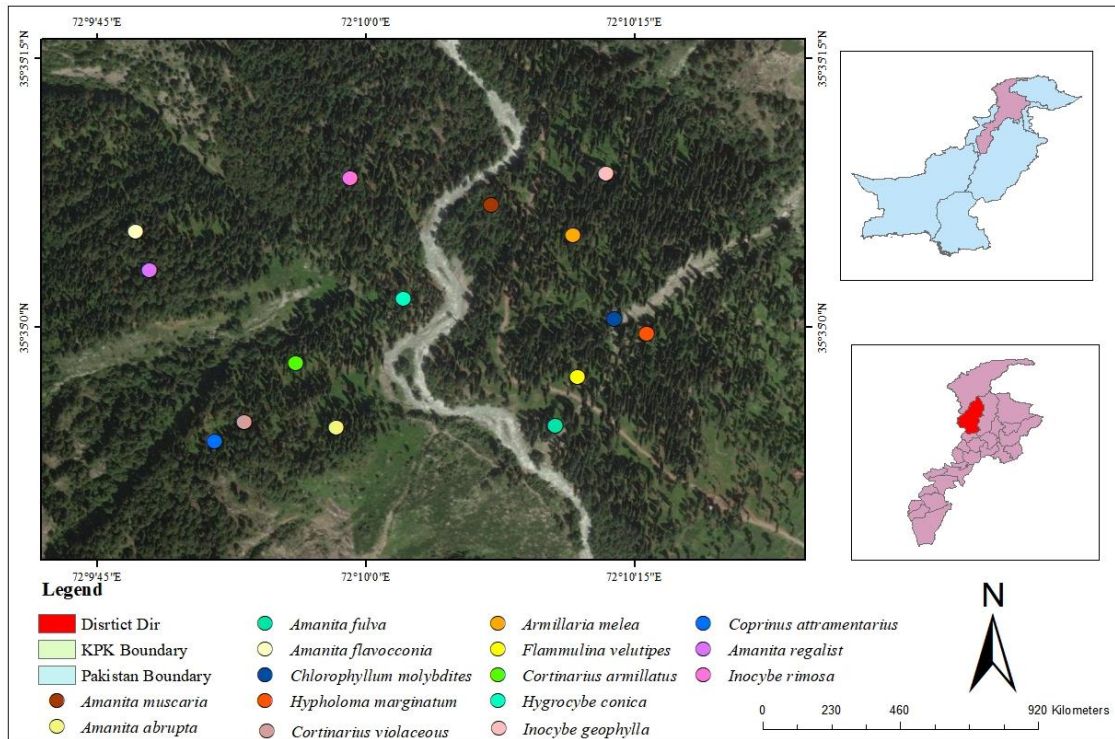 72°9'45"E 72°10'0"E 72°10'15"E
35°35'15"N 35°35'15"N
35°35'0"N 35°35'0"N
72°9'45"E 72°10'0"E 72°10'15"E
Legend
Disrtict Dir
KPK Boundary
Pakistan Boundary
Amanita muscaria
Amanita abrupta
Amanita fulva
Amanita flavocconia
Chlorophyllum molybdites
Hypholoma marginatum
Cortinarius violaceous
Armillaria melea
Flammulina velutipes
Cortinarius armillatus
Hygrocybe conica
Inocybe geophylla
Coprinus attramentarius
Amanita regalist
Inocybe rimosa
N
0 230 460 920 Kilometers